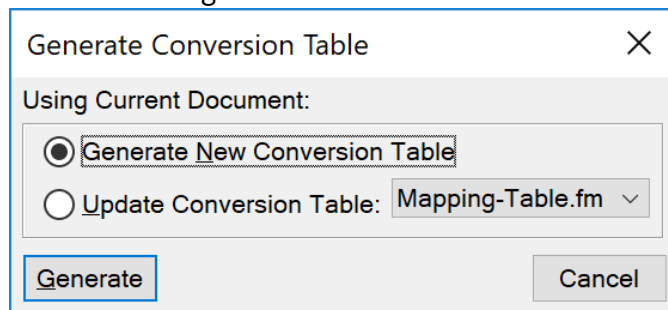 Generate Conversion Table
Using Current Document:
Generate New Conversion Table
Update Conversion Table: Mapping-Table.fm
Generate Cancel